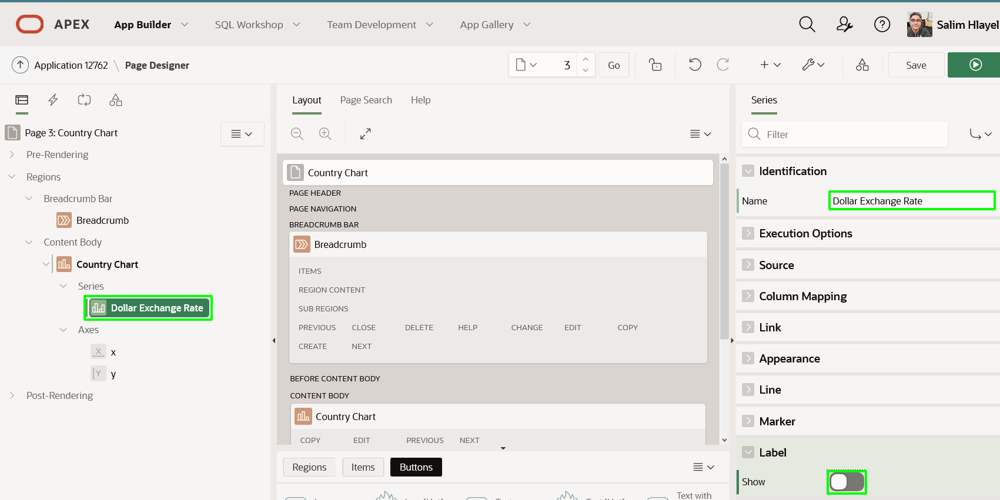 APEX App Builder SQL Workshop Team Development App Gallery Salim Hlayel
Application 12762 \ Page Designer 3 Go Save
Layout Page Search Help
Series
Page 3: Country Chart
Filter
Pre-Rendering
Regions
Breadcrumb Bar
Breadcrumb
Content Body
Country Chart
Series
Dollar Exchange Rate
Axes
X x
Y y
Post-Rendering
Country Chart
PAGE HEADER
PAGE NAVIGATION
BREADCRUMB BAR
Breadcrumb
ITEMS
REGION CONTENT
SUB REGIONS
PREVIOUS CLOSE DELETE HELP CHANGE EDIT COPY
CREATE NEXT
BEFORE CONTENT BODY
CONTENT BODY
Country Chart
COPY EDIT PREVIOUS NEXT
Regions Items Buttons
Text with
Identification
Name Dollar Exchange Rate
Execution Options
Source
Column Mapping
Link
Appearance
Line
Marker
Label
Show